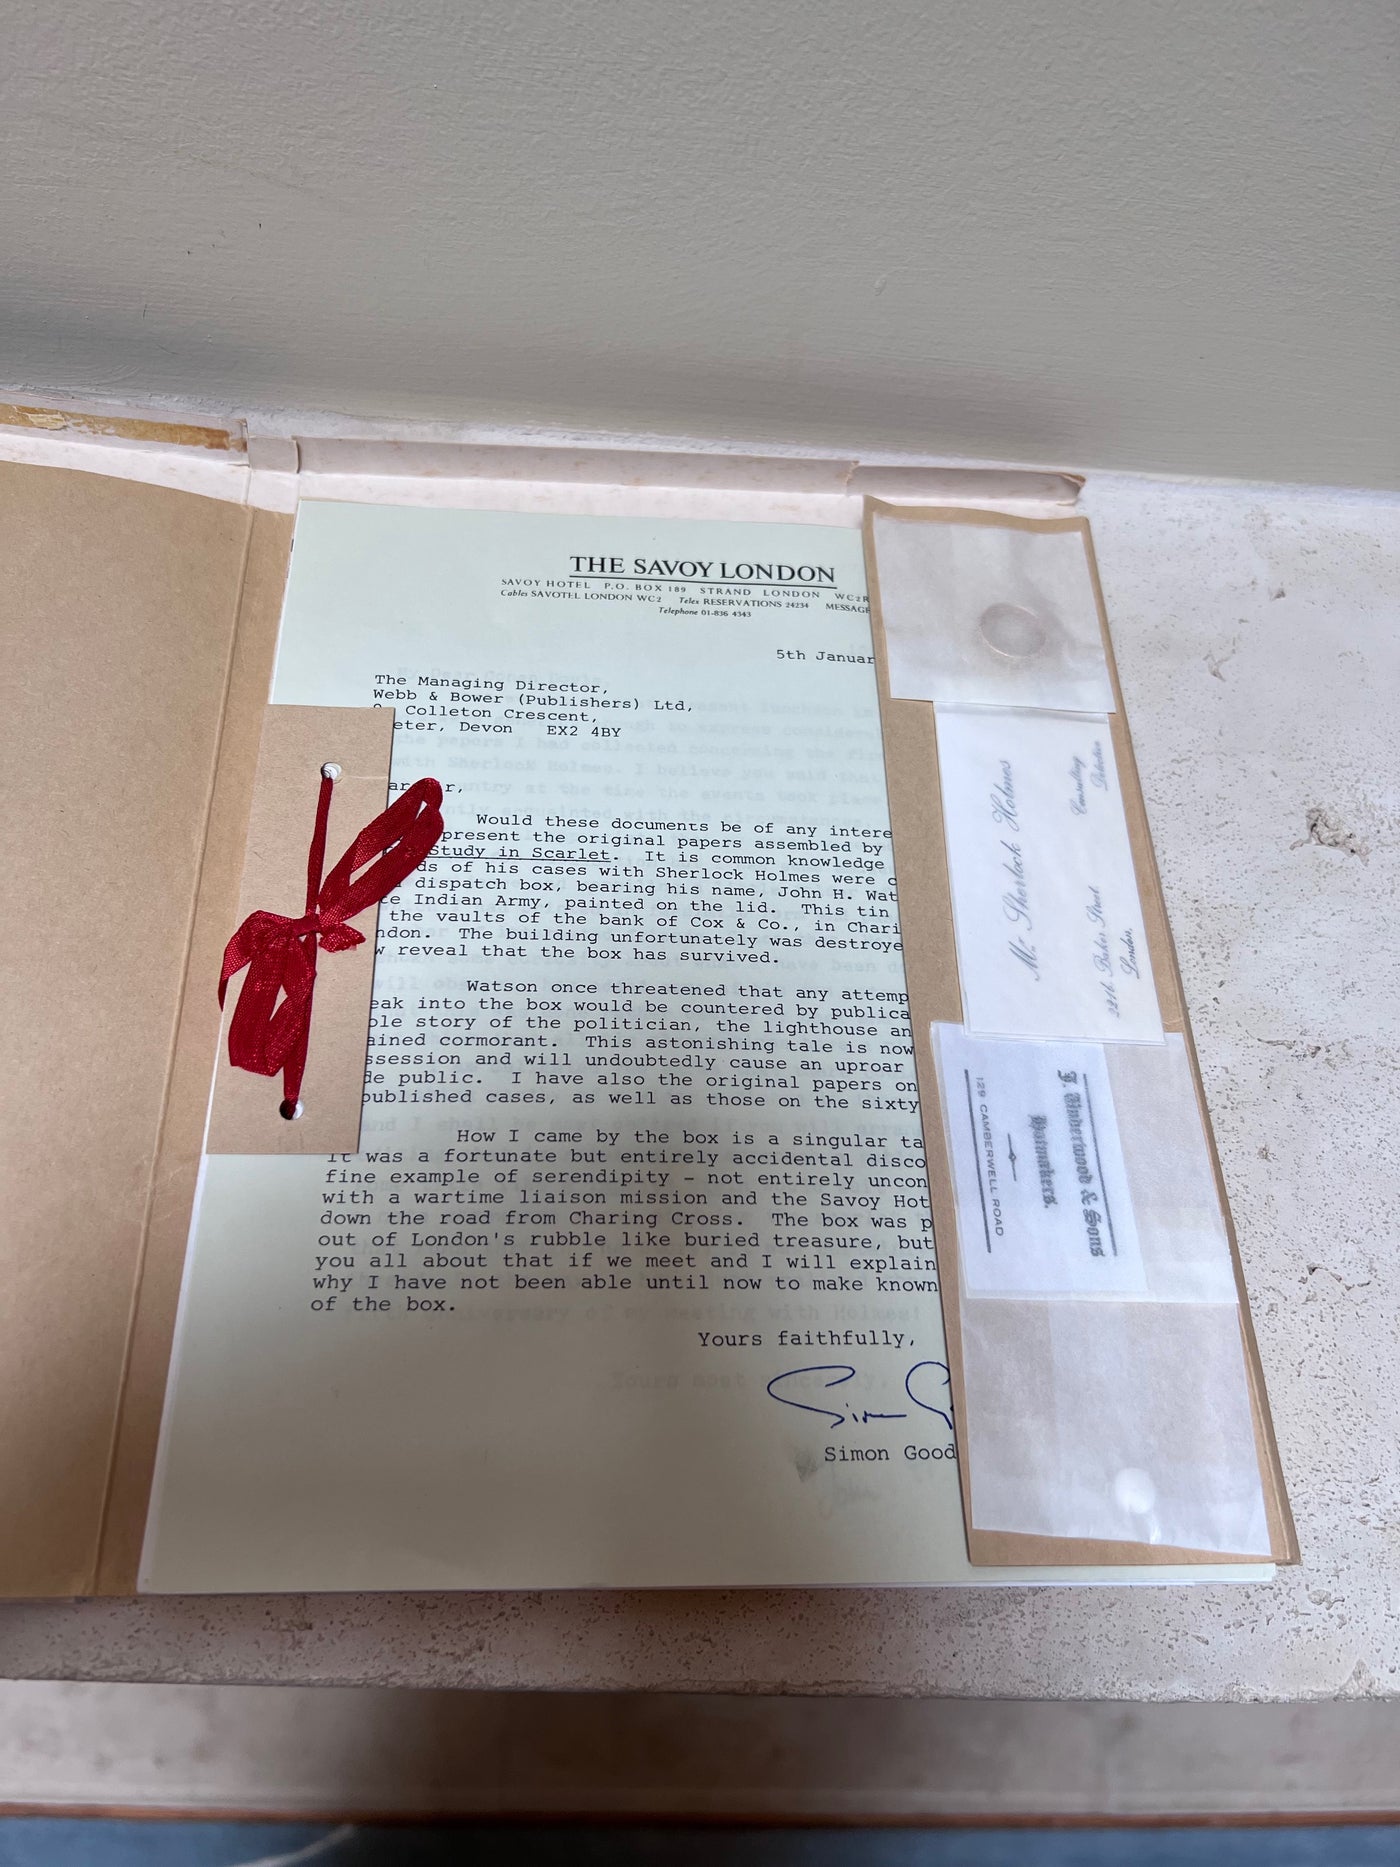 THE SAVOY LONDON
SAVOY HOTEL P.O. BOX 189 STRAND LONDON WC2R
Cables SAVOTEL LONDON WC2 Telex RESERVATIONS 24234 MESSAGE
Telephone 01-836 4343
5th Januar
The Managing Director,
Webb & Bower (Publishers) Ltd,
9, Colleton Crescent,
eter, Devon EX2 4BY
ar r,
Would these documents be of any intere
present the original papers assembled by
Study in Scarlet. It is common knowledge
ds of his cases with Sherlock Holmes were c
dispatch box, bearing his name, John H. Wat
te Indian Army, painted on the lid. This tin
the vaults of the bank of Cox & Co., in Chari
ndon. The building unfortunately was destroye
w reveal that the box has survived.
Watson once threatened that any attemp
eak into the box would be countered by publica
ole story of the politician, the lighthouse an
ained cormorant. This astonishing tale is now
ssession and will undoubtedly cause an uproar
de public. I have also the original papers on
published cases, as well as those on the sixty
How I came by the box is a singular ta
It was a fortunate but entirely accidental disco
fine example of serendipity - not entirely uncon
with a wartime liaison mission and the Savoy Hot
down the road from Charing Cross. The box was p
out of London's rubble like buried treasure, but
you all about that if we meet and I will explain
why I have not been able until now to make known
of the box.
Yours faithfully,
Simon G
Simon Good
Mr. Sherlock Holmes
Consulting
Detective
221b. Baker Street
London.
J. Underwood & Sons
Hatmakers.
129 CAMBERWELL ROAD